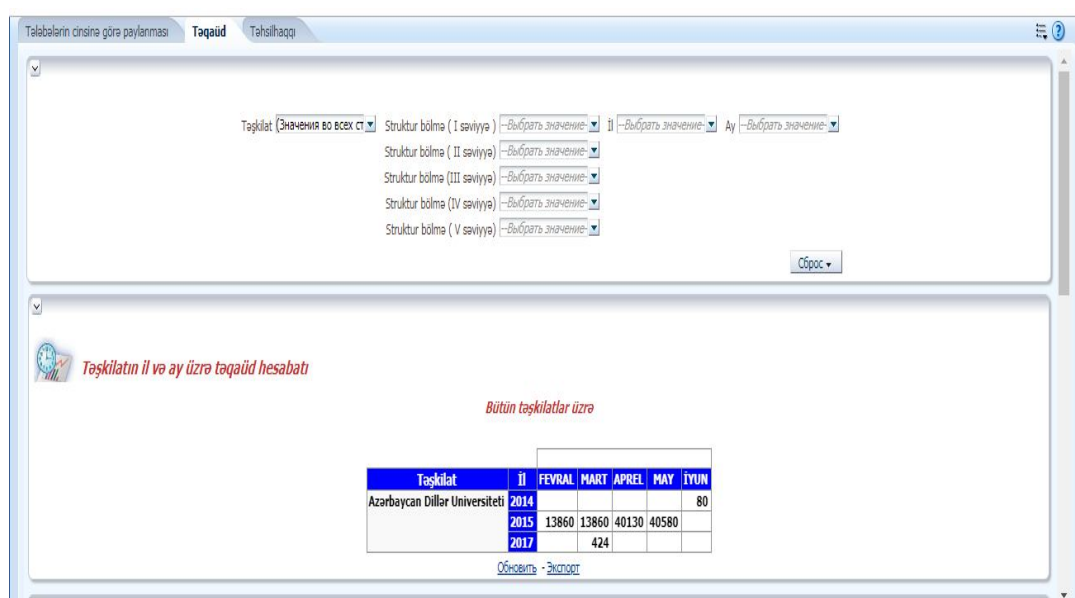 Tələbələrin cinsinə görə paylanması Təqaüd Təhsilhaqqı
Təşkilat (Значения во всех ст Struktur bölmə ( I səviyyə ) --Выбрать значение- İl --Выбрать значение- Ay --Выбрать значение-
Struktur bölmə ( II səviyyə) --Выбрать значение-
Struktur bölmə (III səviyyə) --Выбрать значение-
Struktur bölmə (IV səviyyə) --Выбрать значение-
Struktur bölmə ( V səviyyə) --Выбрать значение-
Сброс
Təşkilatın il və ay üzrə təqaüd hesabatı
Bütün təşkilatlar üzrə
Təşkilat İl FEVRAL MART APREL MAY İYUN
Azərbaycan Dillər Universiteti 2014 80
2015 13860 13860 40130 40580
2017 424
Обновить - Экспорт